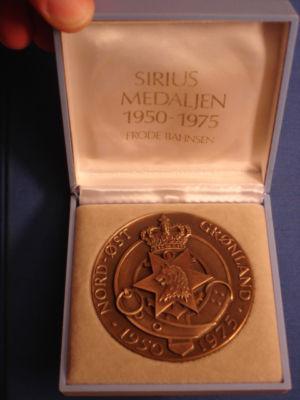 SIRIUS
MEDALJEN
1950-1975
FRODE BAHNSEN
NORD-ØST GRØNLAND
· 1950 · 1975 ·